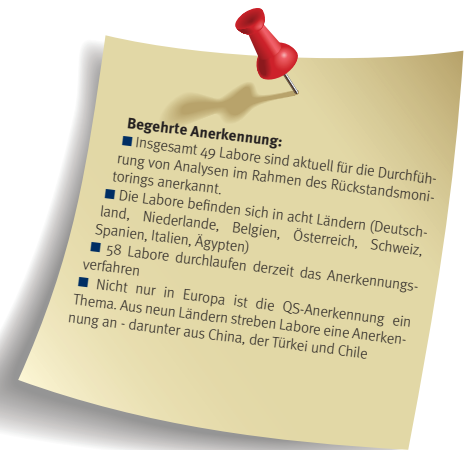 Begehrte Anerkennung:
■ Insgesamt 49 Labore sind aktuell für die Durchfüh-
rung von Analysen im Rahmen des Rückstandsmoni-
torings anerkannt.
■ Die Labore befinden sich in acht Ländern (Deutsch-
land, Niederlande, Belgien, Österreich, Schweiz,
Spanien, Italien, Ägypten)
■ 58 Labore durchlaufen derzeit das Anerkennungs-
verfahren
■ Nicht nur in Europa ist die QS-Anerkennung ein
Thema. Aus neun Ländern streben Labore eine Anerken-
nung an - darunter aus China, der Türkei und Chile